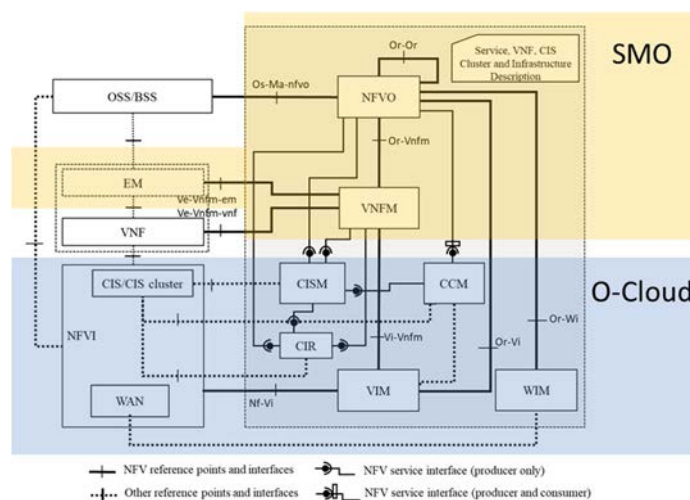 Or-Or
Service, VNF, CIS
Cluster and Infrastructure
Description
SMO
OSS/BSS
Os-Ma-nfvo
NFVO
Or-Vnfm
EM
Ve-Vnfm-em
Ve-Vnfm-vnf
VNFM
VNF
CIS/CIS cluster
CISM
CCM
O-Cloud
NFVI
CIR
Vi-Vnfm
Or-Vi
Or-Wi
WAN
Nf-Vi
VIM
WIM
NFV reference points and interfaces
NFV service interface (producer only)
Other reference points and interfaces
NFV service interface (producer and consumer)